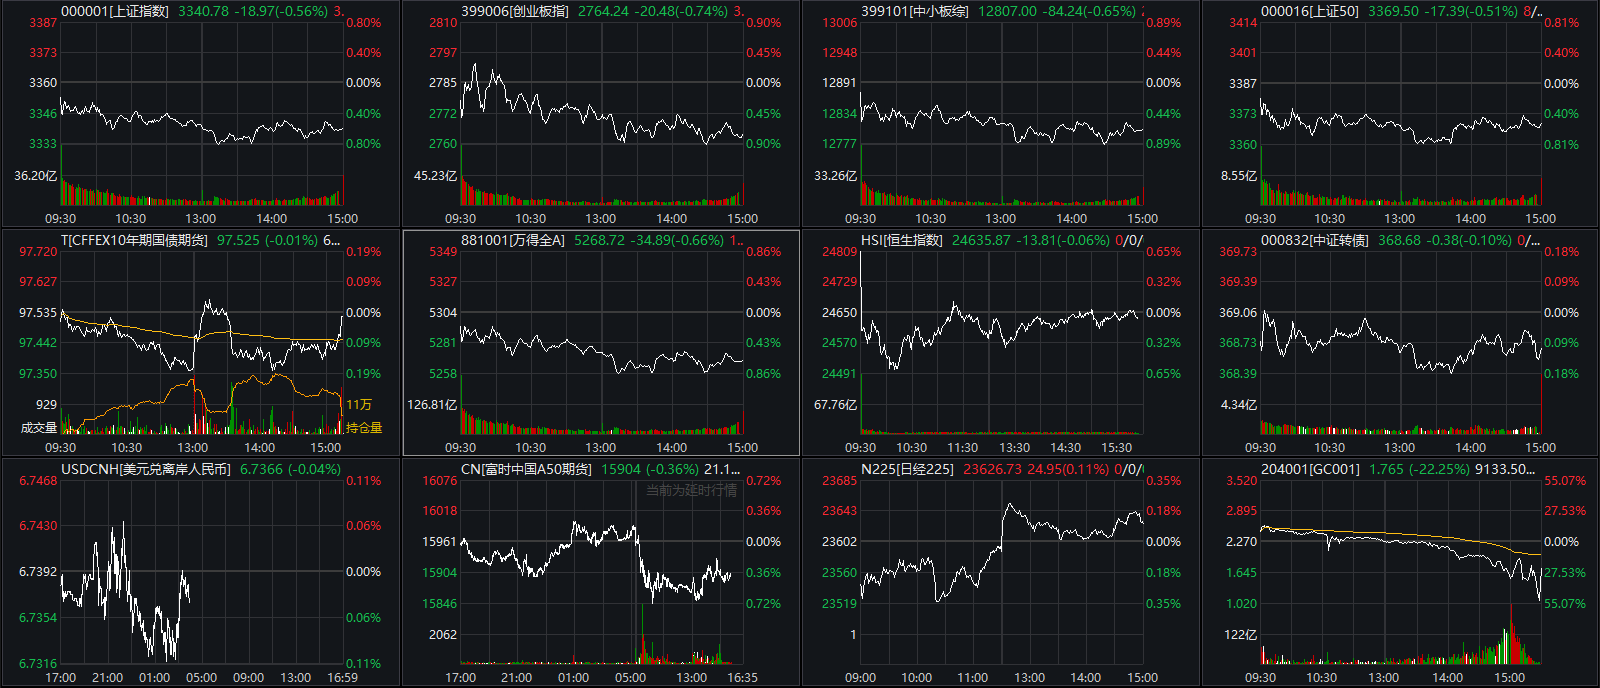 000001[上证指数] 3340.78 -18.97(-0.56%) 3.
3387 0.80%
3373 0.40%
3360 0.00%
3346 0.40%
3333 0.80%
36.20亿
09:30 10:30 13:00 14:00 15:00
399006[创业板指] 2764.24 -20.48(-0.74%) 3.
2810 0.90%
2797 0.45%
2785 0.00%
2772 0.45%
2760 0.90%
45.23亿
09:30 10:30 13:00 14:00 15:00
399101[中小板综] 12807.00 -84.24(-0.65%)
13006 0.89%
12948 0.44%
12891 0.00%
12834 0.44%
12777 0.89%
33.26亿
09:30 10:30 13:00 14:00 15:00
000016[上证50] 3369.50 -17.39(-0.51%) 8/...
3414 0.81%
3401 0.40%
3387 0.00%
3373 0.40%
3360 0.81%
8.55亿
09:30 10:30 13:00 14:00 15:00
T[CFFEX10年期国债期货] 97.525 (-0.01%) 6...
97.720 0.19%
97.627 0.09%
97.535 0.00%
97.442 0.09%
97.350 0.19%
929 11万
成交量 持仓量
09:30 10:30 13:00 14:00 15:00
881001[万得全A] 5268.72 -34.89(-0.66%) 1...
5349 0.86%
5327 0.43%
5304 0.00%
5281 0.43%
5258 0.86%
126.81亿
09:30 10:30 13:00 14:00 15:00
HSI[恒生指数] 24635.87 -13.81(-0.06%) 0/0/
24809 0.65%
24729 0.32%
24650 0.00%
24570 0.32%
24491 0.65%
67.76亿
09:30 10:30 11:30 13:30 14:30 15:30
000832[中证转债] 368.68 -0.38(-0.10%) 0/...
369.73 0.18%
369.39 0.09%
369.06 0.00%
368.73 0.09%
368.39 0.18%
4.34亿
09:30 10:30 13:00 14:00 15:00
USDCNH[美元兑离岸人民币] 6.7366 (-0.04%)
6.7468 0.11%
6.7430 0.06%
6.7392 0.00%
6.7354 0.06%
6.7316 0.11%
17:00 21:00 01:00 05:00 09:00 13:00 16:59
CN[富时中国A50期货] 15904 (-0.36%) 21.1...
当前为延时行情
16076 0.72%
16018 0.36%
15961 0.00%
15904 0.36%
15846 0.72%
2062
17:00 21:00 01:00 05:00 13:00 16:35
N225[日经225] 23626.73 24.95(0.11%) 0/0/
23685 0.35%
23643 0.18%
23602 0.00%
23560 0.18%
23519 0.35%
1
09:00 10:00 11:00 13:00 14:00 15:00
204001[GC001] 1.765 (-22.25%) 9133.50...
3.520 55.07%
2.895 27.53%
2.270 0.00%
1.645 27.53%
1.020 55.07%
122亿
09:30 10:30 13:00 14:00 15:00